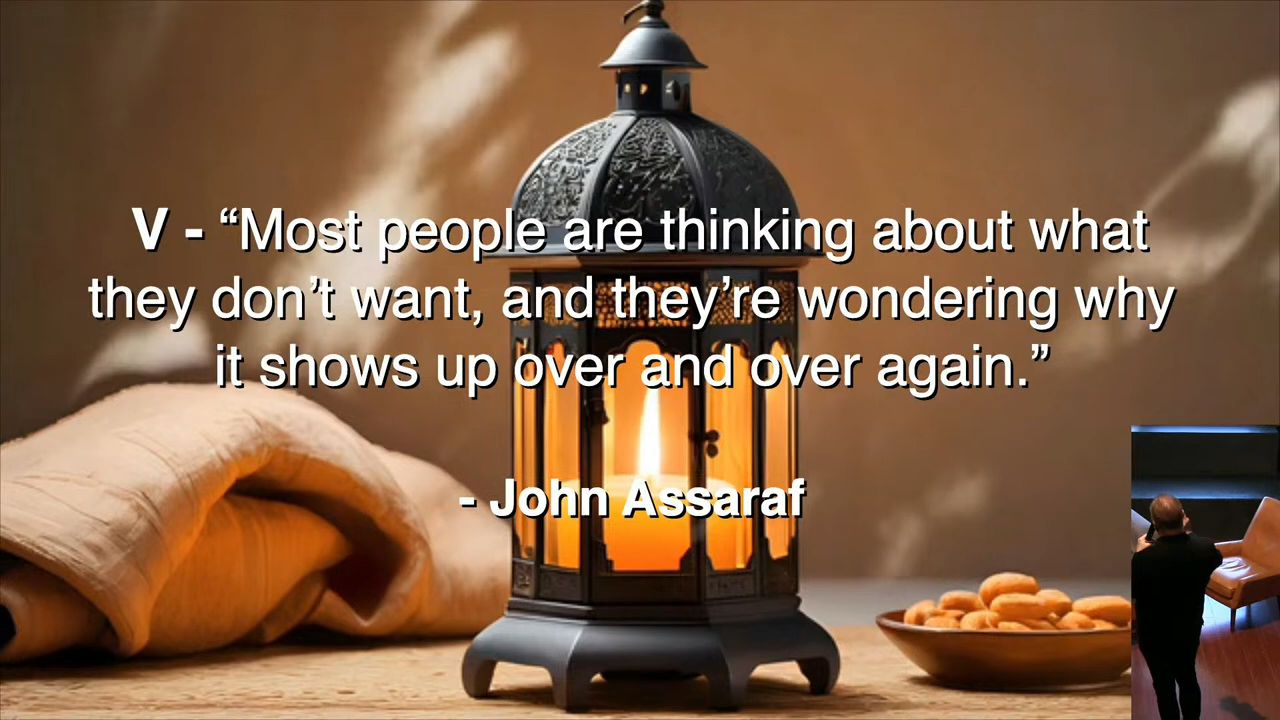 V - “Most people are thinking about what
they don’t want, and they’re wondering why
it shows up over and over again.”
- John Assaraf